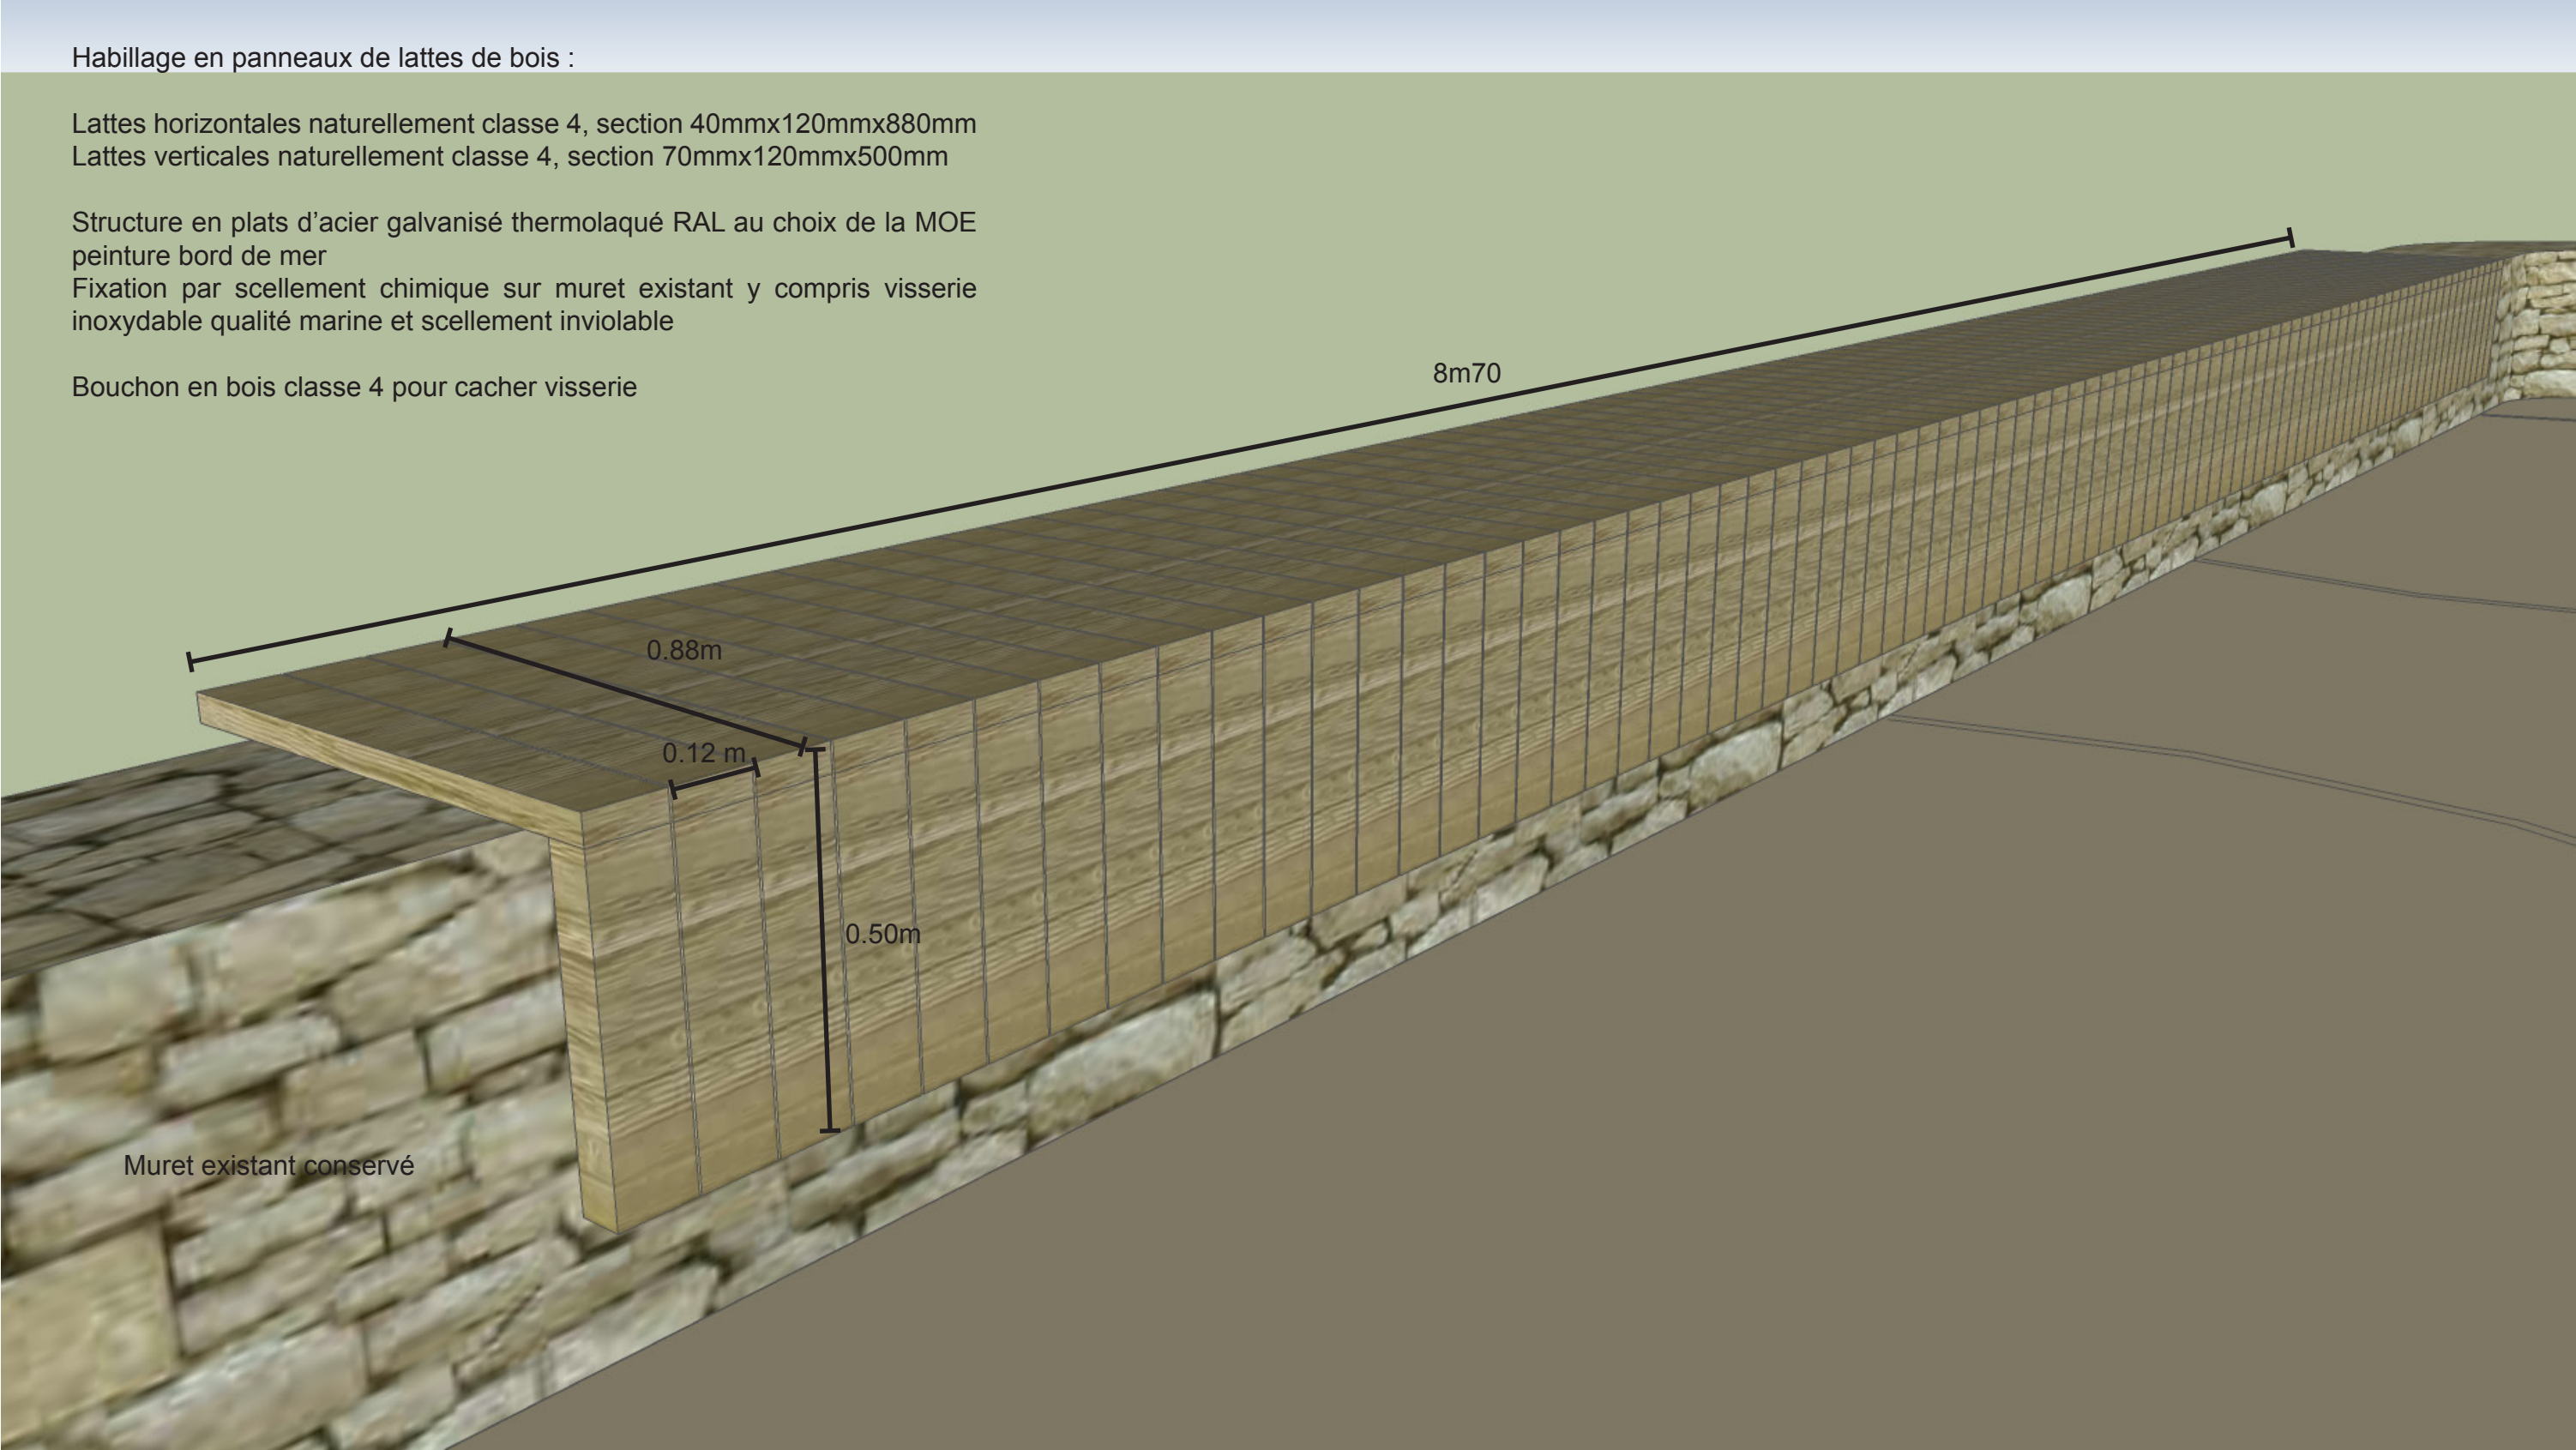 Habillage en panneaux de lattes de bois :
Lattes horizontales naturellement classe 4, section 40mmx120mmx880mm
Lattes verticales naturellement classe 4, section 70mmx120mmx500mm
Structure en plats d'acier galvanisé thermolaqué RAL au choix de la MOE
peinture bord de mer
Fixation par scellement chimique sur muret existant y compris visserie
inoxydable qualité marine et scellement inviolable
Bouchon en bois classe 4 pour cacher visserie
8m70
0.88m
0.12 m
0.50m
Muret existant conservé